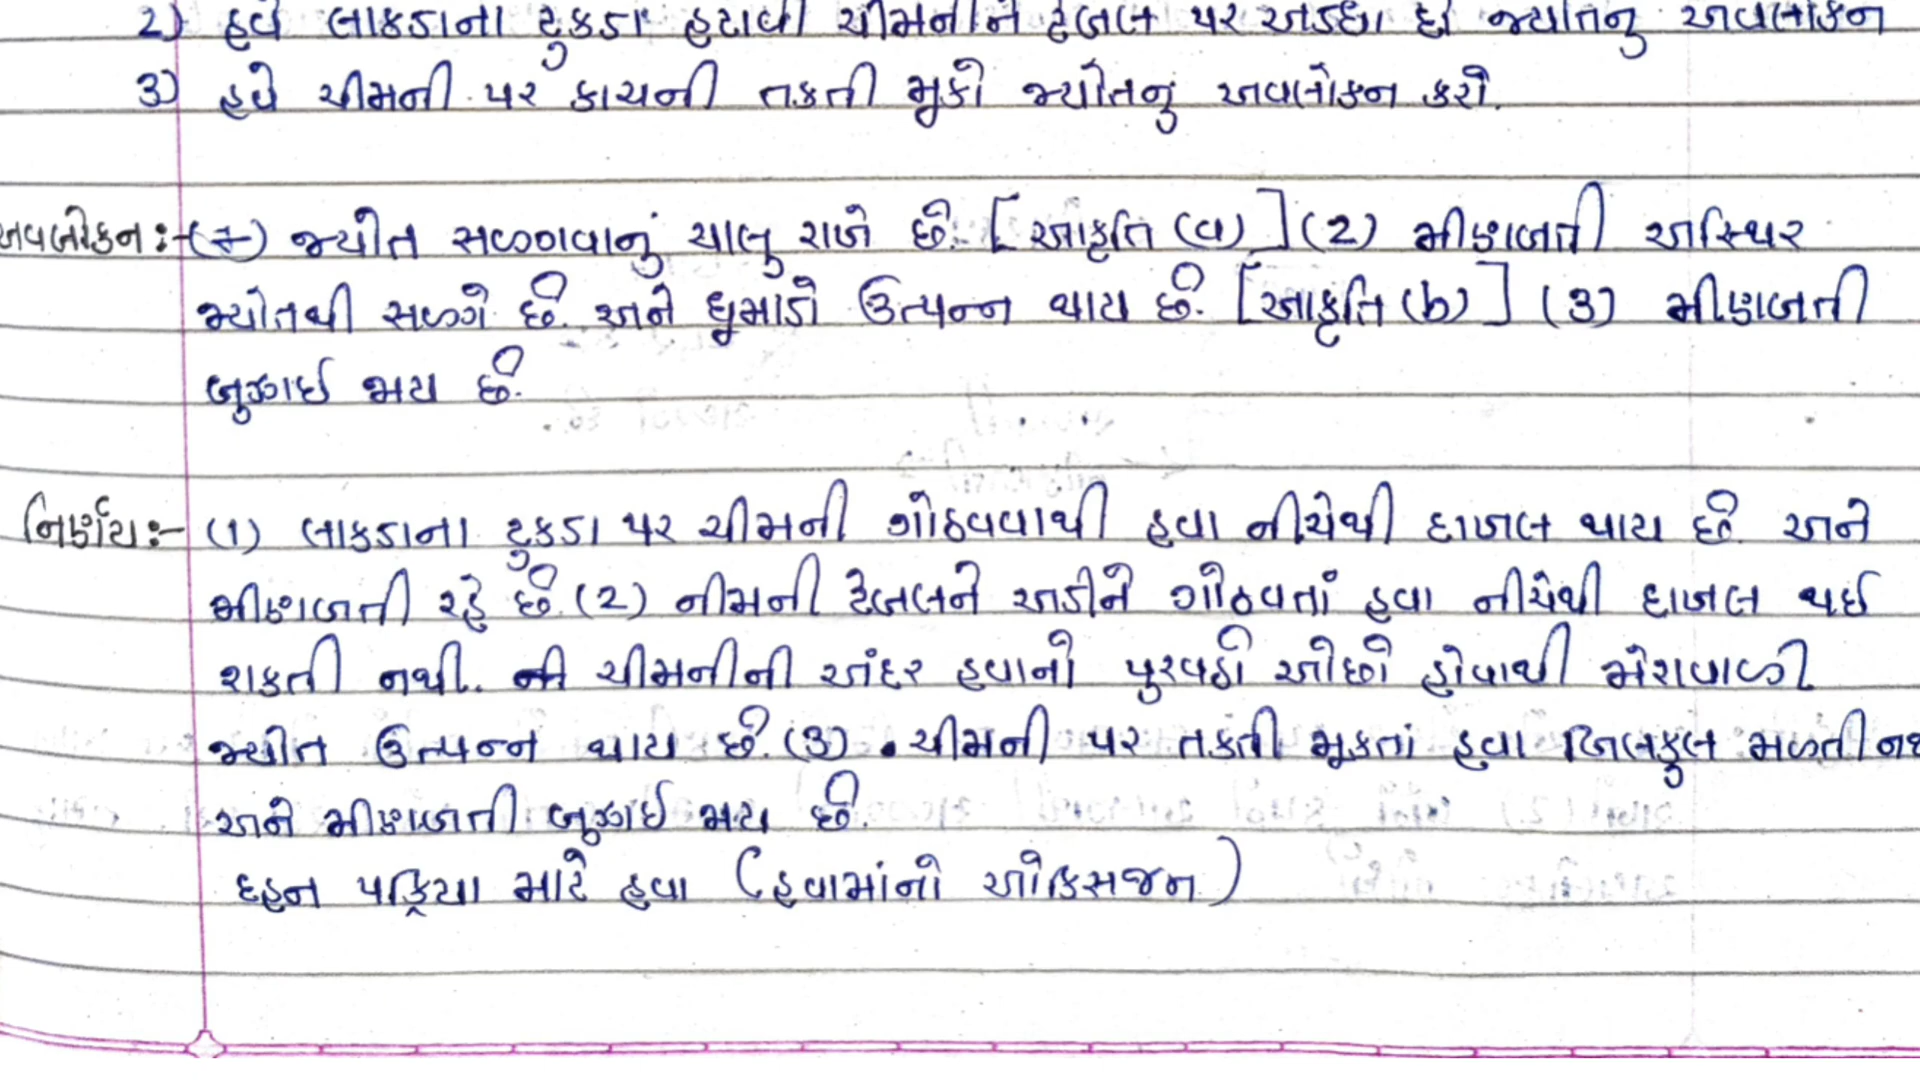 2) હવે લાકડાના ટુકડા હટાવી ચીમનીને ટેબલ પર અડધા દો જ્યોતનુ અવલોકન
3) હવે ચીમની પર કાચની તકતી મૂકો જ્યોતનું અવલોકન કરો.
અવલોકન :- (૧) જ્યોત સળગવાનું ચાલુ રાખે છે. [આકૃતિ (a)] (2) મીણબત્તી અસ્થિર
જ્યોતથી સળગે છે. અને ધૂમાડો ઉત્પન્ન થાય છે. [આકૃતિ (b)] (3) મીણબત્તી
બુઝાઈ જાય છે.
નિર્ણય :- (1) લાકડાના ટુકડા પર ચીમની ગોઠવવાથી હવા નીચેથી દાખલ થાય છે. અને
મીણબત્તી રહે છે. (2) નીમની ટેબલને અડીને ગોઠવતાં હવા નીચેથી દાખલ થઈ
શકતી નથી. ચીમનીની અંદર હવાનો પુરવઠો ઓછો હોવાથી મેશવાળી
જ્યોત ઉત્પન્ન થાય છે. (3) ચીમની પર તકતી મૂકતાં હવા બિલકુલ મળતી નથ
અને મીણબત્તી બુઝાઈ જાય છે.
દહન પક્રિયા માટે હવા (હવામાંનો ઓક્સિજન)